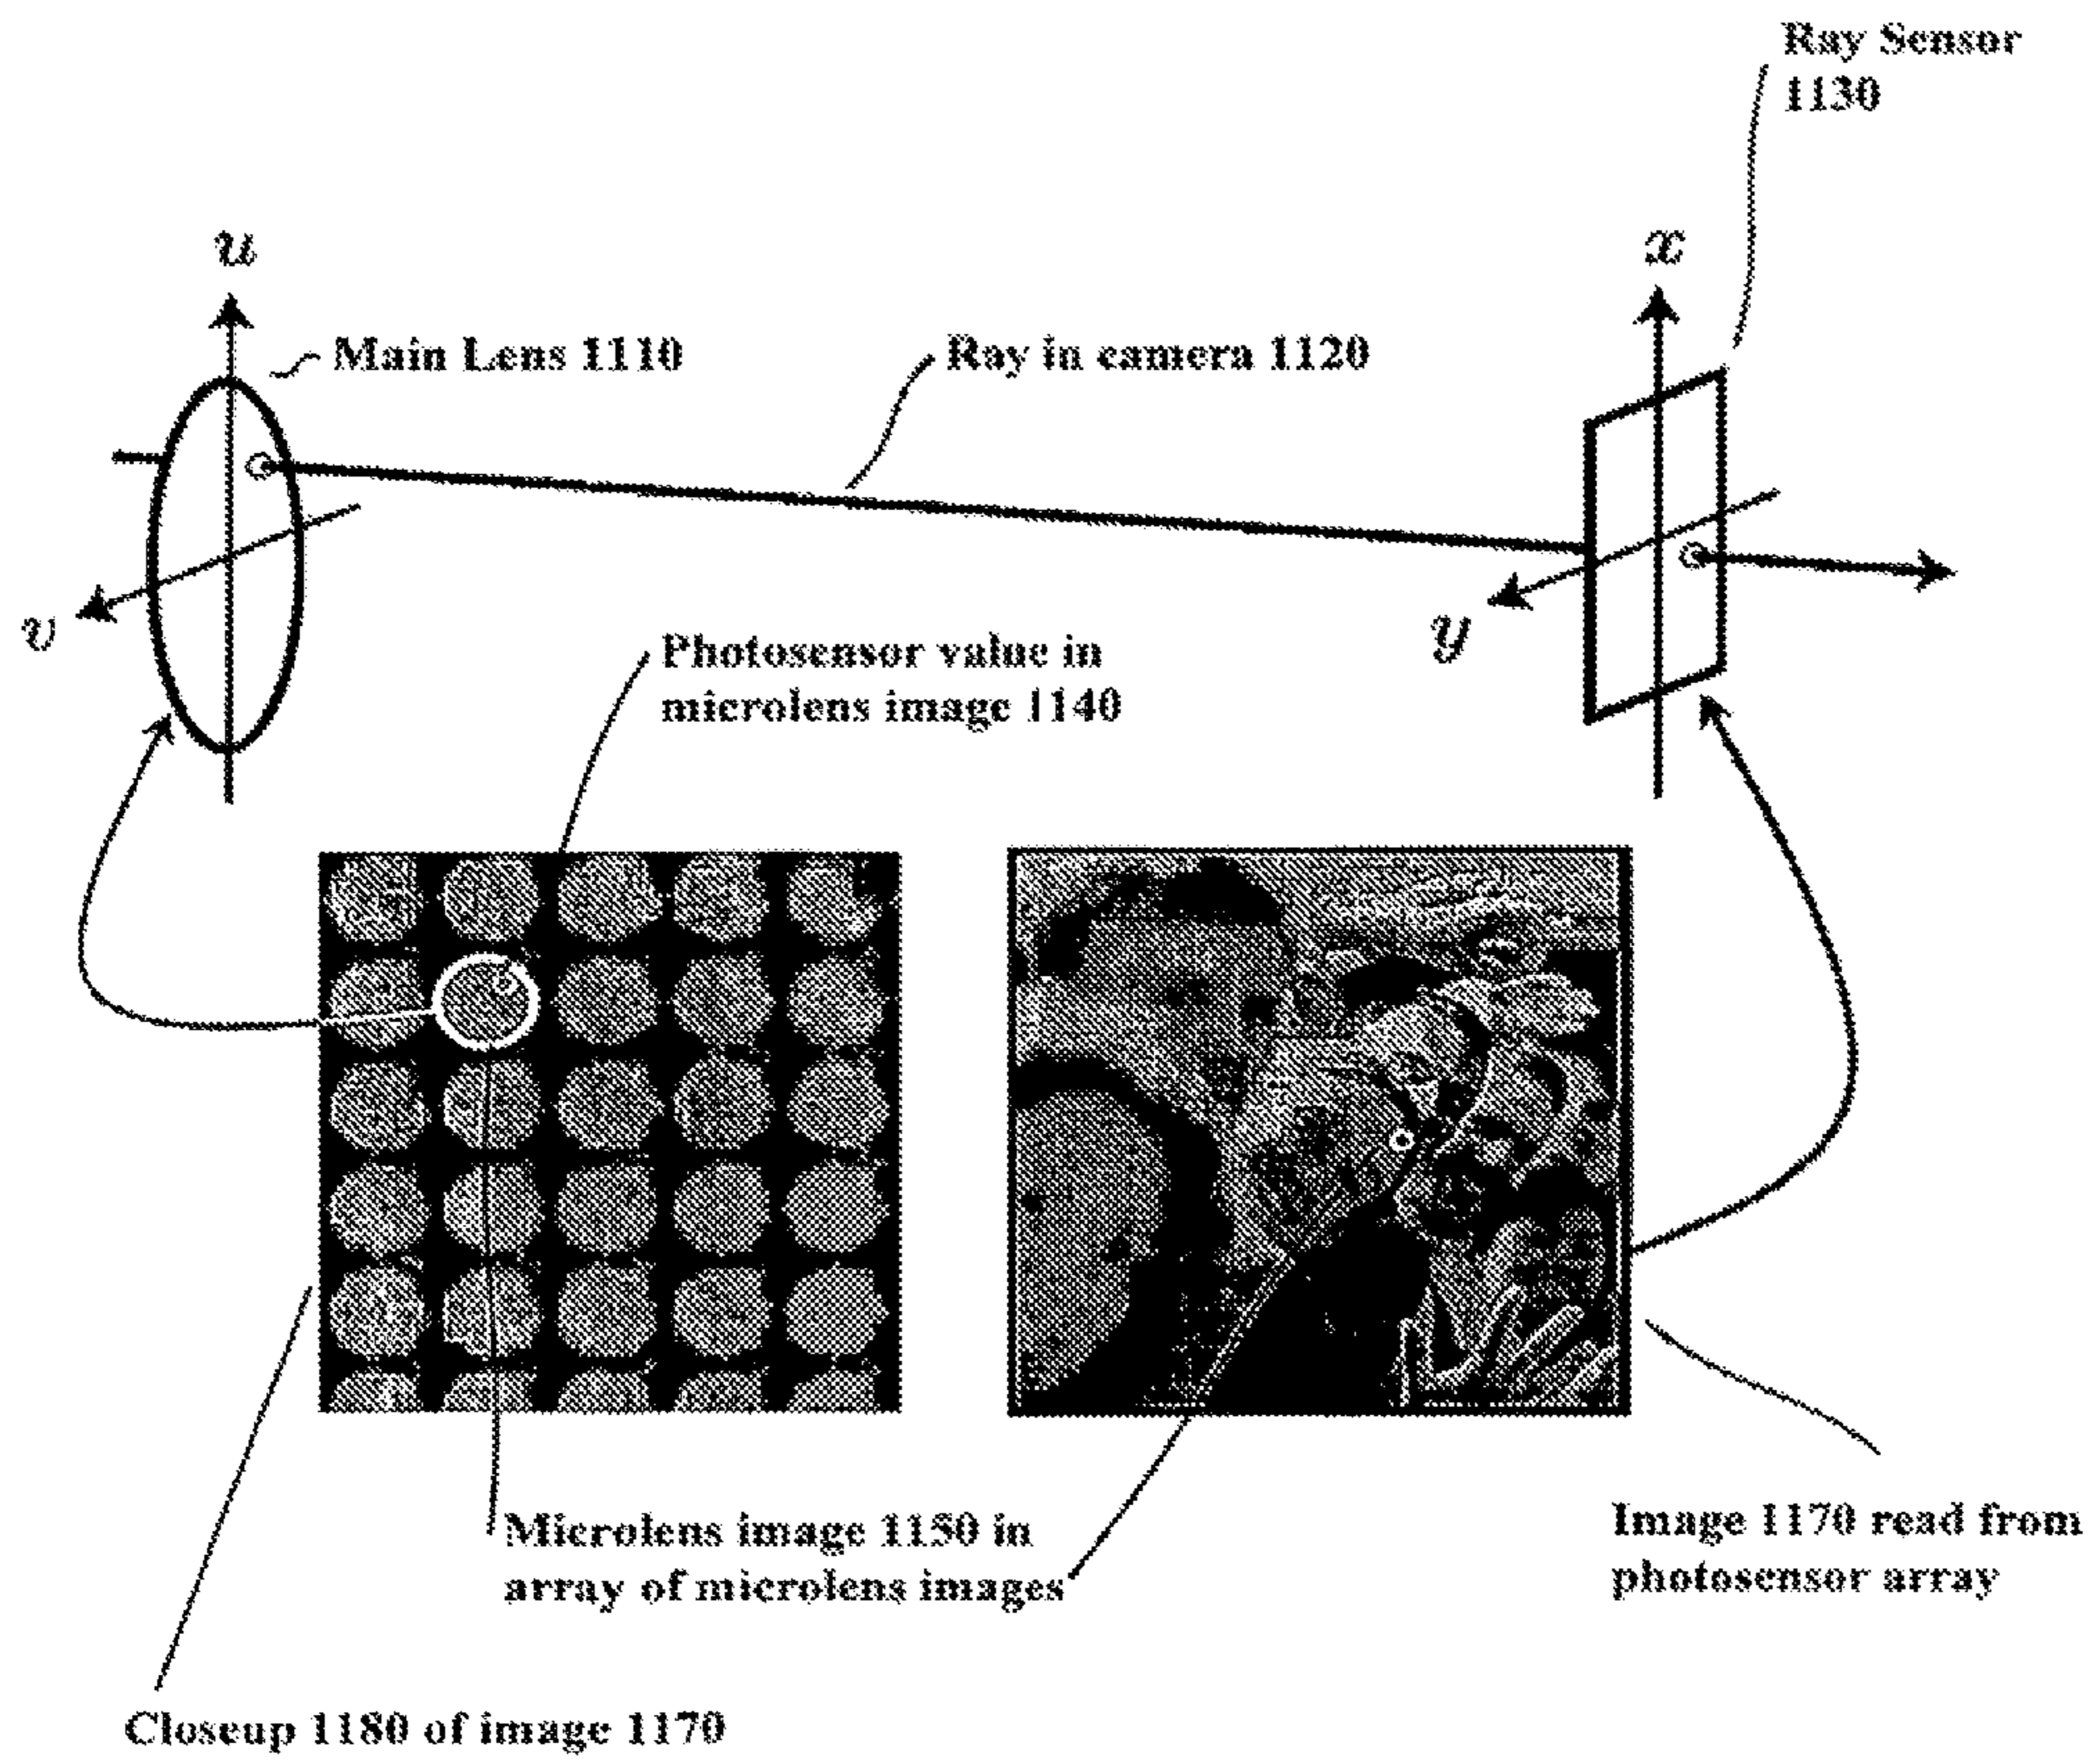 Ray Sensor
1130
u
x
Main Lens 1110
Ray in camera 1120
v
y
Photosensor value in
microlens image 1140
Microlens image 1150 in
array of microlens images
Image 1170 read from
photosensor array
Closeup 1180 of image 1170